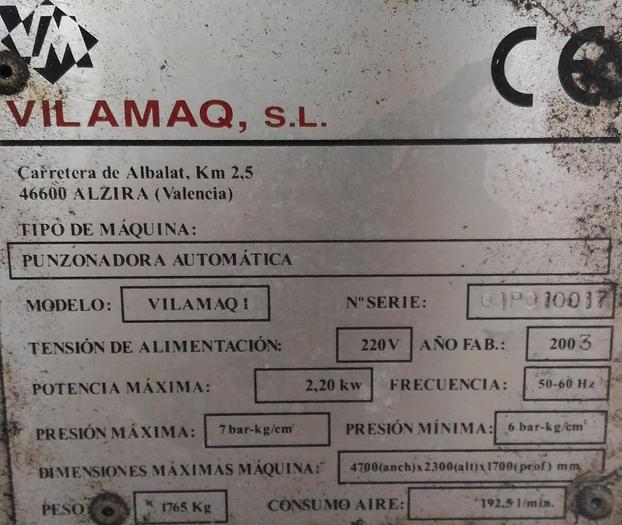 VM
CE
VILAMAQ, S.L.
Carretera de Albalat, Km 2,5
46600 ALZIRA (Valencia)
TIPO DE MÁQUINA:
PUNZONADORA AUTOMÁTICA
MODELO: VILAMAQ 1 Nº SERIE: 01P010017
TENSIÓN DE ALIMENTACIÓN: 220V AÑO FAB.: 2003
POTENCIA MÁXIMA: 2,20 kw FRECUENCIA: 50-60 Hz
PRESIÓN MÁXIMA: 7 bar-kg/cm² PRESIÓN MÍNIMA: 6 bar-kg/cm²
DIMENSIONES MÁXIMAS MÁQUINA: 4700(anch)x2300(alt)x1700(prof) mm
PESO 1765 Kg CONSUMO AIRE: 192,5 l/min.